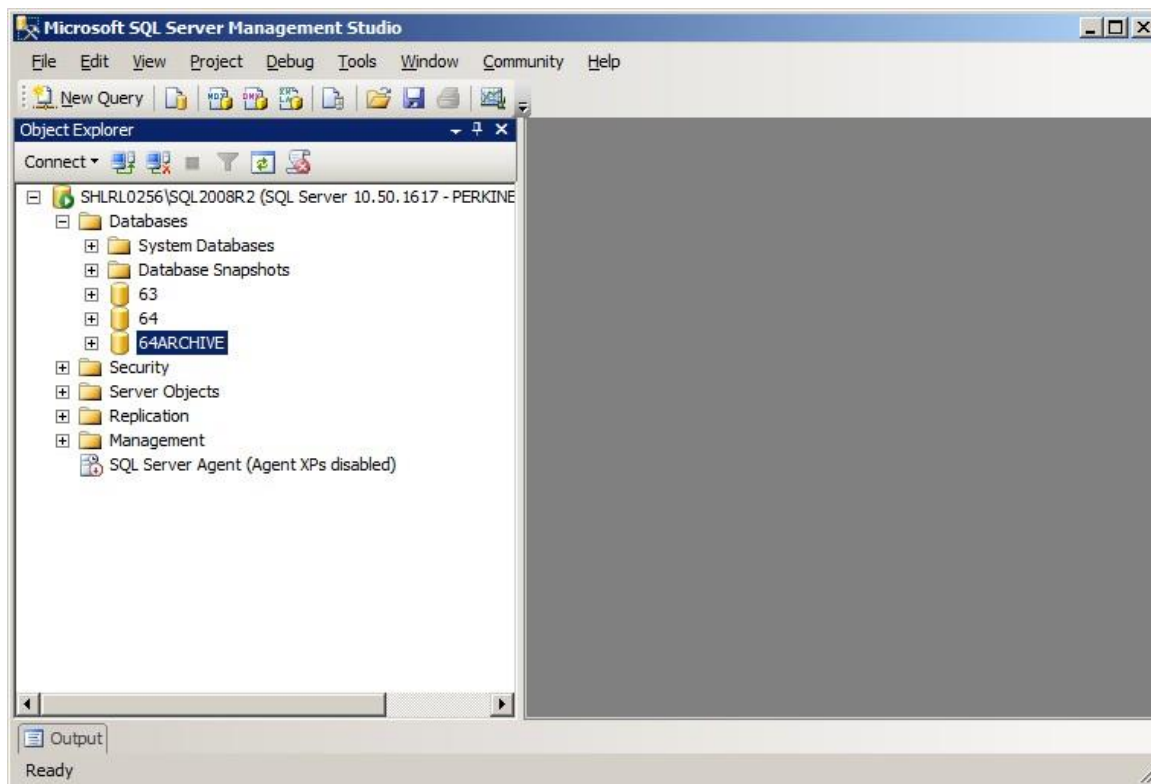 Microsoft SQL Server Management Studio
File Edit View Project Debug Tools Window Community Help
New Query
Object Explorer
Connect
SHLRL0256\SQL2008R2 (SQL Server 10.50.1617 - PERKINE
Databases
System Databases
Database Snapshots
63
64
64ARCHIVE
Security
Server Objects
Replication
Management
SQL Server Agent (Agent XPs disabled)
Output
Ready